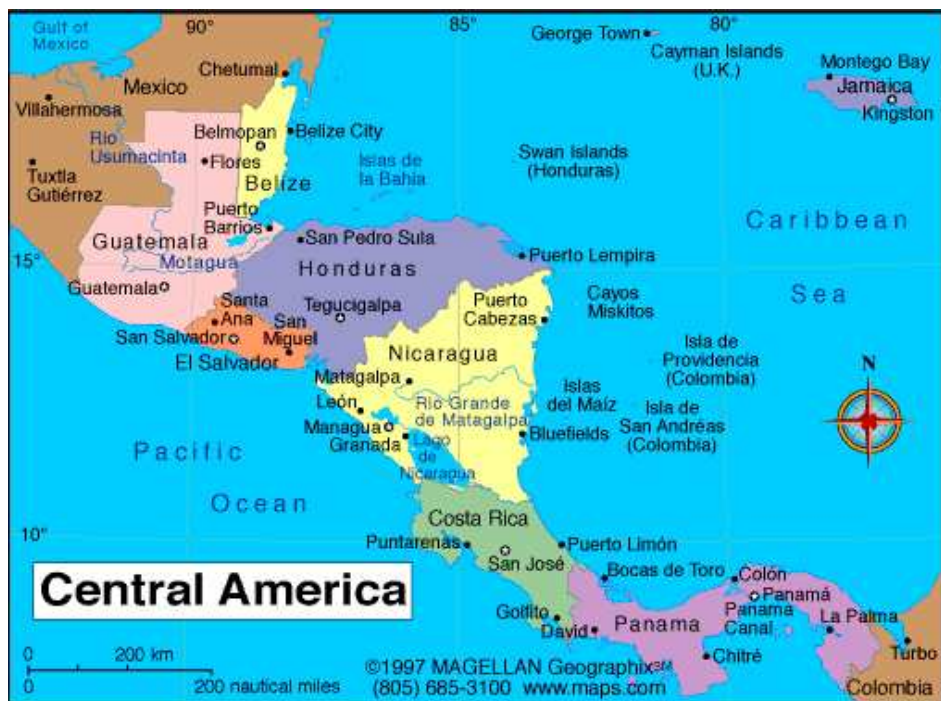 Gulf of
Mexico
90°
85°
80°
George Town
Cayman Islands
(U.K.)
Montego Bay
Jamaica
Kingston
Chetumal
Mexico
Villahermosa
Rio
Usumacinta
Belmopan
Belize City
Flores
Belize
Tuxtla
Gutiérrez
Islas de
la Bahia
Swan Islands
(Honduras)
Caribbean
Sea
Puerto
Barrios
Guatemala
Motagua
San Pedro Sula
Honduras
Puerto Lempira
15°
Guatemala
Tegucigalpa
Santa
Ana
San Salvador
San
Miguel
El Salvador
Puerto
Cabezas
Cayos
Miskitos
Nicaragua
Isla de
Providencia
(Colombia)
N
Matagalpa
León
Rio Grande
de Matagalpa
Islas
del Maíz
Isla de
San Andréas
(Colombia)
Managua
Granada
Bluefields
Lago
de
Nicaragua
Pacific
Ocean
Costa Rica
10°
Puntarenas
San José
Puerto Limón
Bocas de Toro
Colón
Panamá
Panama
Canal
La Palma
Golfito
David
Panama
Chitré
Turbo
Colombia
Central America
0 200 km
0 200 nautical miles
©1997 MAGELLAN Geographix℠
(805) 685-3100 www.maps.com